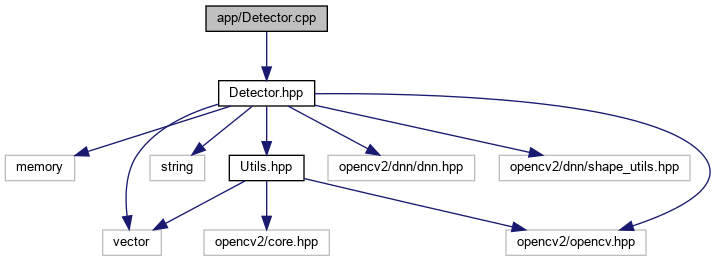 app/Detector.cpp
Detector.hpp
memory
string
Utils.hpp
opencv2/dnn/dnn.hpp
opencv2/dnn/shape_utils.hpp
vector
opencv2/core.hpp
opencv2/opencv.hpp